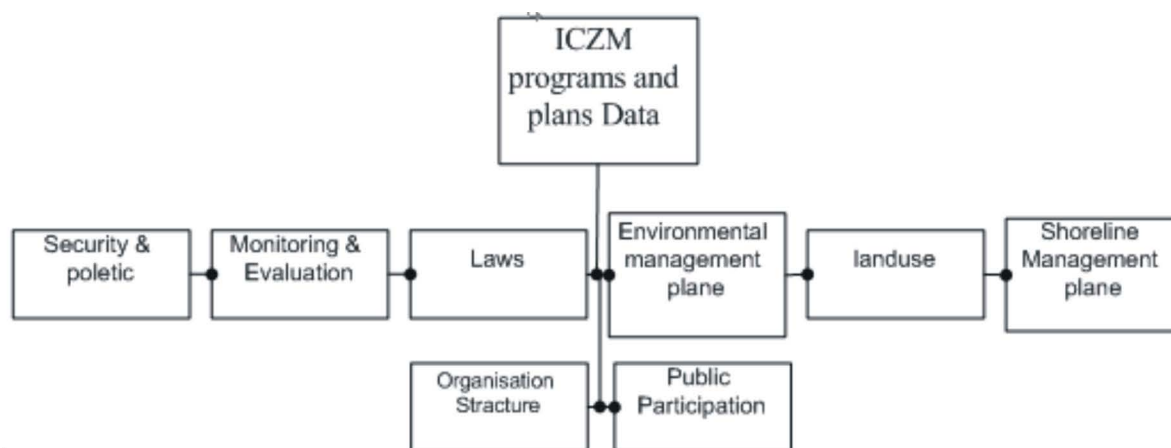 ICZM
programs and
plans Data
Security &
poletic
Monitoring &
Evaluation
Laws
Environmental
management
plane
landuse
Shoreline
Management
plane
Organisation
Stracture
Public
Participation